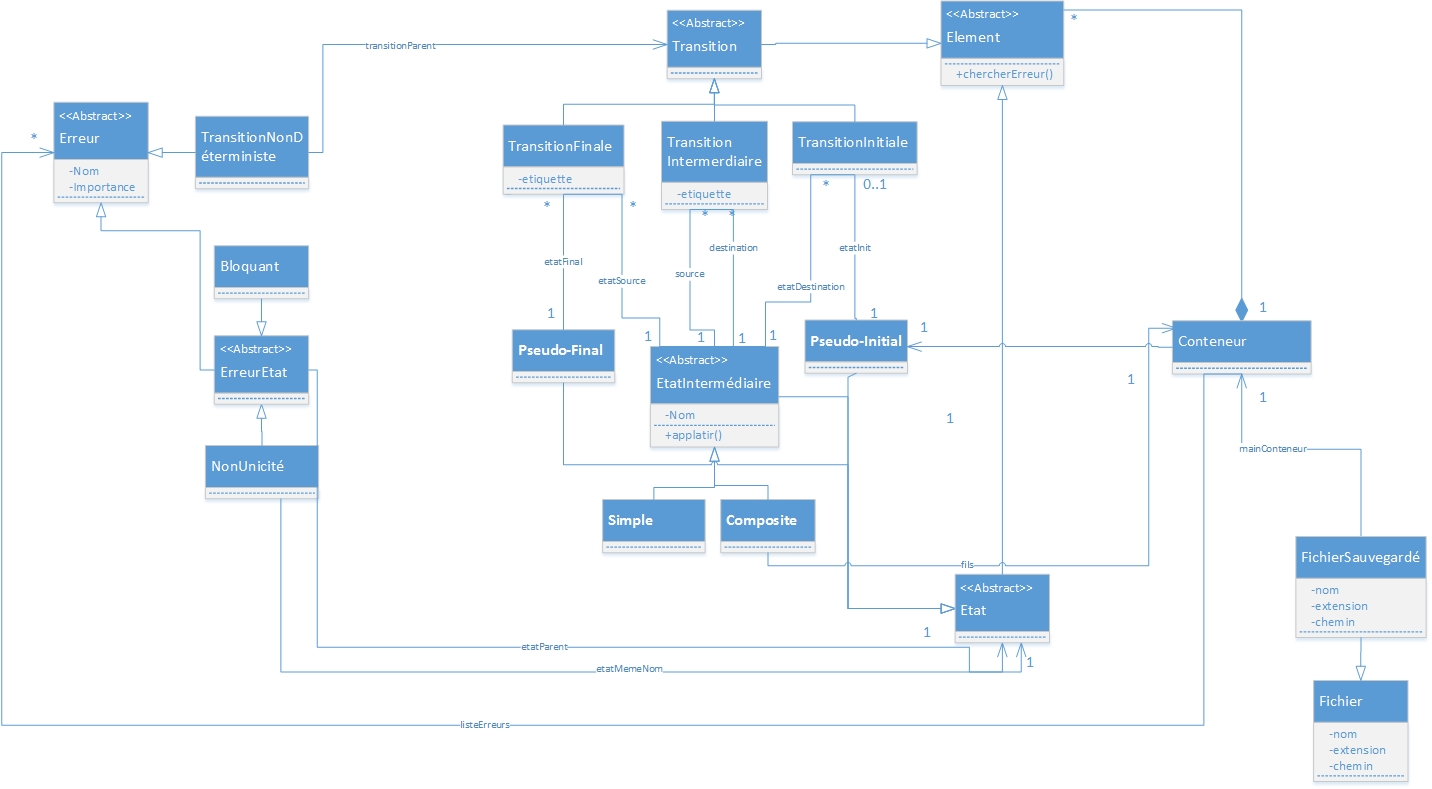 <<Abstract>>
Element
+chercherErreur()
*
<<Abstract>>
Transition
transitionParent
<<Abstract>>
Erreur
-Nom
-Importance
*
TransitionNonD
éterministe
TransitionFinale
-etiquette
*
*
Transition
Intermerdiaire
-etiquette
*
*
TransitionInitiale
*
0..1
etatFinal
etatSource
source
destination
etatDestination
etatInit
Bloquant
<<Abstract>>
ErreurEtat
NonUnicité
1
Pseudo-Final
1
1
1
1
<<Abstract>>
EtatIntermédiaire
-Nom
+applatir()
1
Pseudo-Initial
1
1
Conteneur
1
1
1
mainConteneur
Simple
Composite
fils
<<Abstract>>
Etat
1
1
etatParent
etatMemeNom
listeErreurs
FichierSauvegardé
-nom
-extension
-chemin
Fichier
-nom
-extension
-chemin